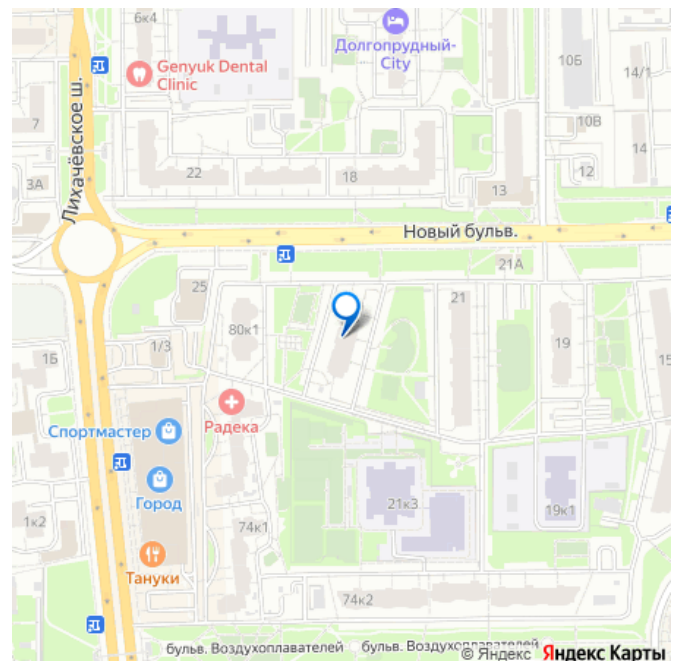 6к4
Долгопрудный-
City
Genyuk Dental
Clinic
10Б
14/1
7
10В
14
Лихачёвское ш.
22
18
12
3А
13
Новый бульв.
21А
25
21
80к1
19
1/3
1Б
15
Радека
Спортмастер
Город
21к3
19к1
1к2
74к1
Тануки
74к2
бульв. Воздухоплавателей
бульв. Воздухоплавателей
© Яндекс Яндекс Карты